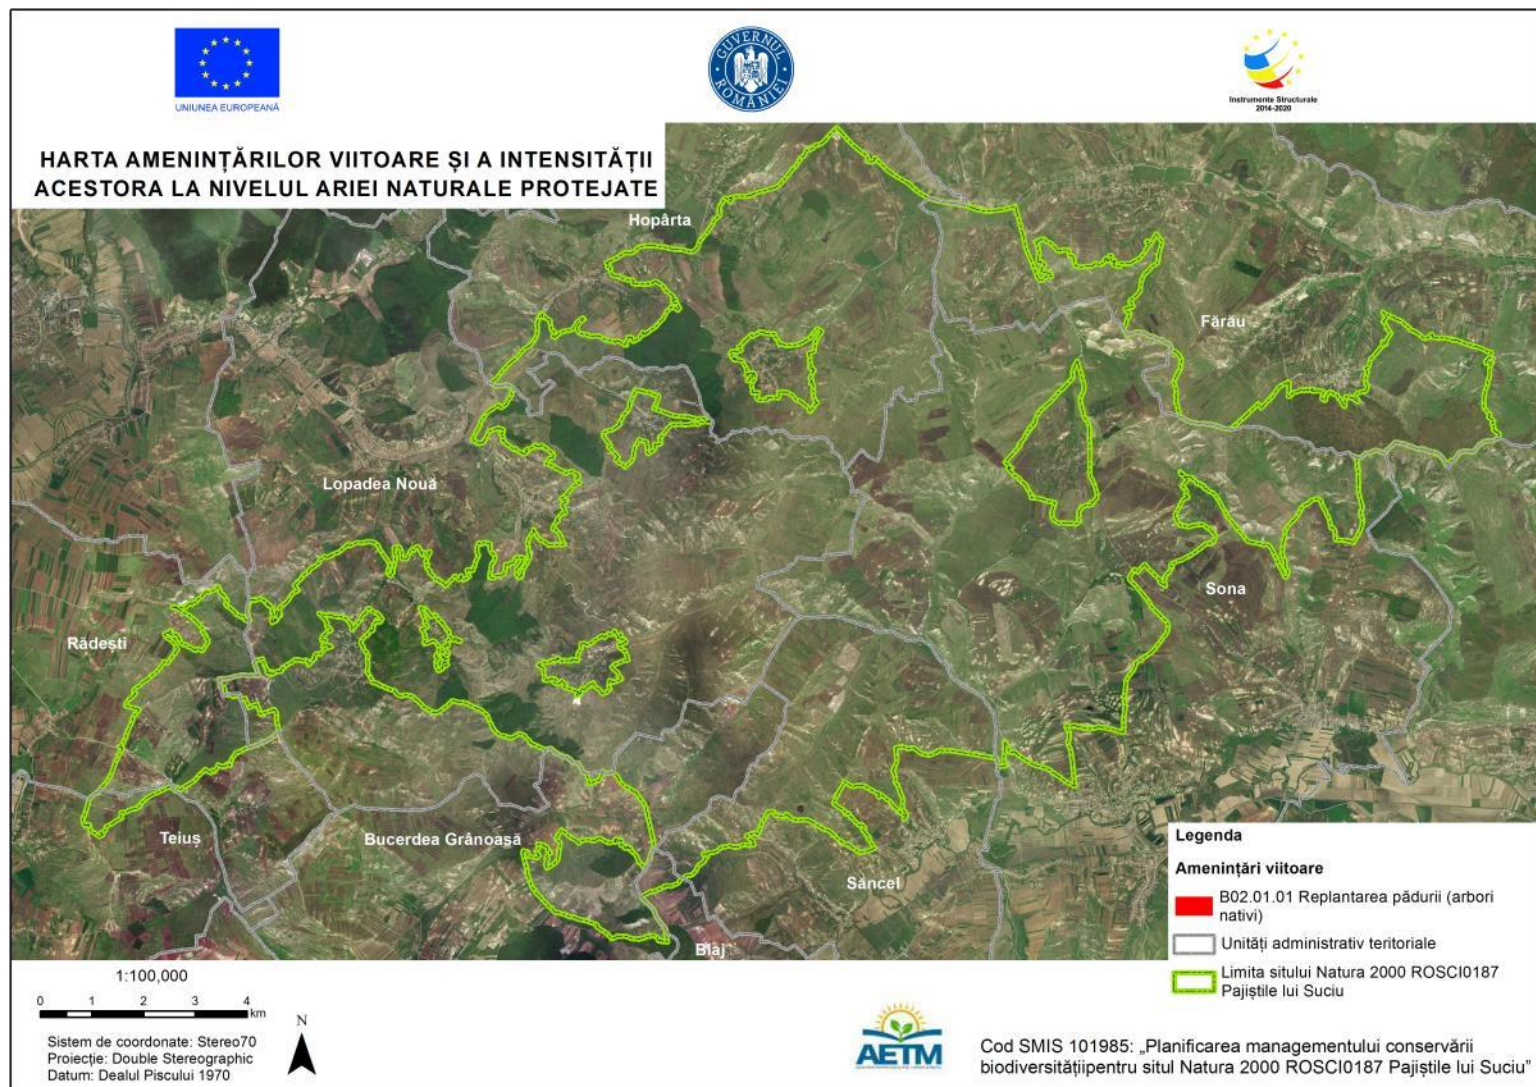 UNIUNEA EUROPEANĂ
GUVERNUL ROMÂNIEI
Instrumente Structurale
2014-2020
HARTA AMENINȚĂRILOR VIITOARE ȘI A INTENSITĂȚII
ACESTORA LA NIVELUL ARIEI NATURALE PROTEJATE
Hopârta
Fărău
Lopadea Nouă
Sona
Rădești
Teiuș
Bucerdea Grânoașă
Săncel
Blaj
Legenda
Amenințări viitoare
B02.01.01 Replantarea pădurii (arbori
nativi)
Unități administrativ teritoriale
Limita sitului Natura 2000 ROSCI0187
Pajiștile lui Suciu
1:100,000
0 1 2 3 4
km
N
Sistem de coordonate: Stereo70
Proiecție: Double Stereographic
Datum: Dealul Piscului 1970
AETM
Cod SMIS 101985: „Planificarea managementului conservării
biodiversitățiipentru situl Natura 2000 ROSCI0187 Pajiștile lui Suciu”